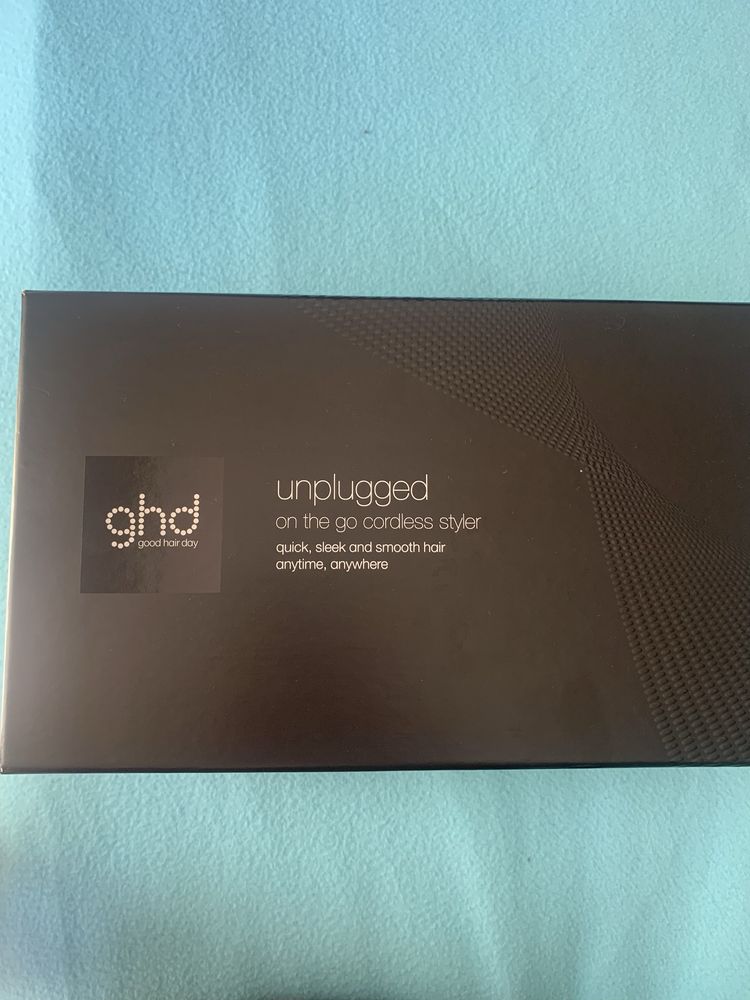 ghd
good hair day
unplugged
on the go cordless styler
quick, sleek and smooth hair
anytime, anywhere